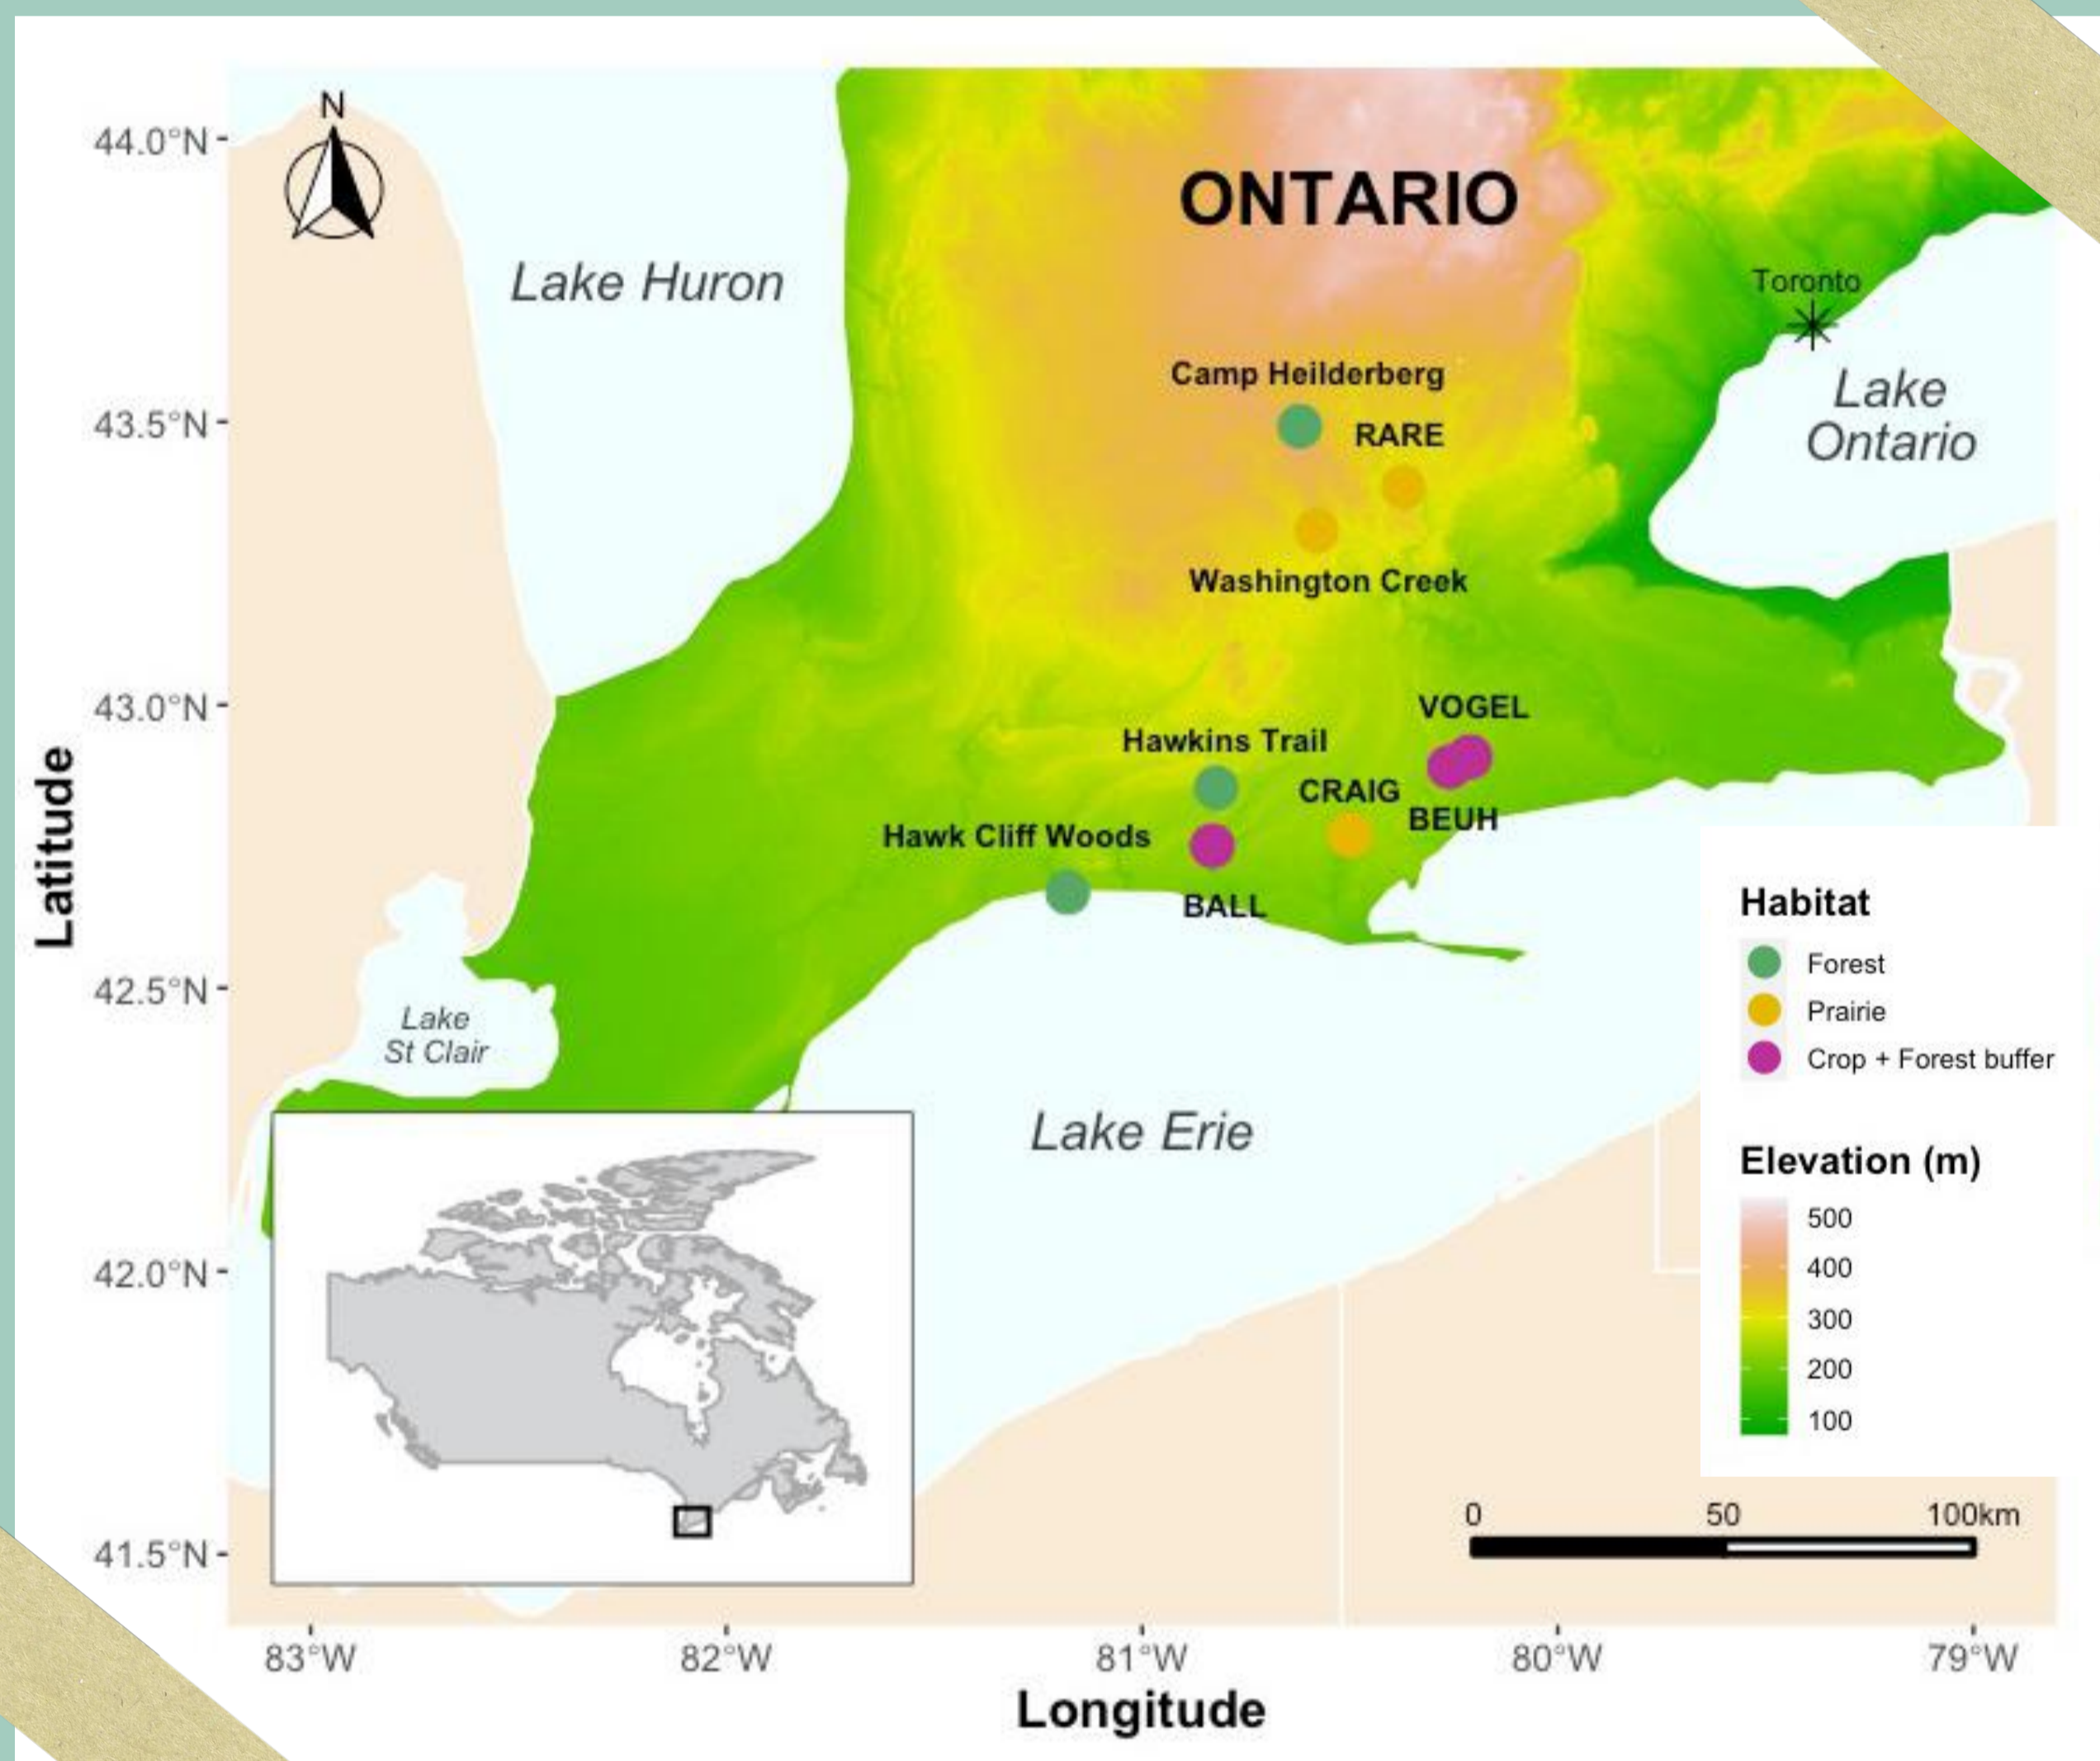 N
44.0°N
ONTARIO
Lake Huron
Toronto
Camp Heilderberg
Lake
Ontario
43.5°N
RARE
Washington Creek
43.0°N
VOGEL
Hawkins Trail
CRAIG
BEUH
Hawk Cliff Woods
BALL
Latitude
42.5°N
Lake
St Clair
Lake Erie
Habitat
Forest
Prairie
Crop + Forest buffer
Elevation (m)
500
400
300
200
100
42.0°N
41.5°N
0 50 100km
83°W 82°W 81°W 80°W 79°W
Longitude